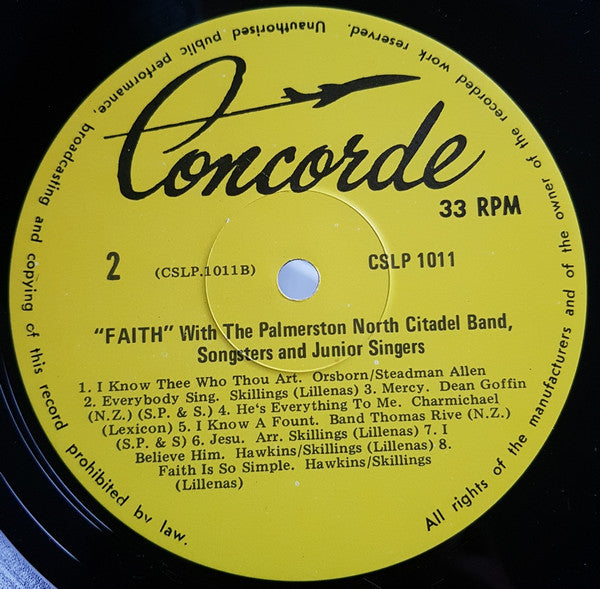 All rights of the manufacturers and of the owner of the recorded work reserved. Unauthorised public performance, broadcasting and copying of this record prohibited by law.
Concorde
33 RPM
2
(CSLP.1011B)
CSLP 1011
"FAITH" With The Palmerston North Citadel Band,
Songsters and Junior Singers
1. I Know Thee Who Thou Art. Orsborn/Steadman Allen
2. Everybody Sing. Skillings (Lillenas) 3. Mercy. Dean Goffin
(N.Z.) (S.P. & S.) 4. He's Everything To Me. Charmichael
(Lexicon) 5. I Know A Fount. Band Thomas Rive (N.Z.)
(S.P. & S) 6. Jesu. Arr. Skillings (Lillenas) 7. I
Believe Him. Hawkins/Skillings (Lillenas) 8.
Faith Is So Simple. Hawkins/Skillings
(Lillenas)